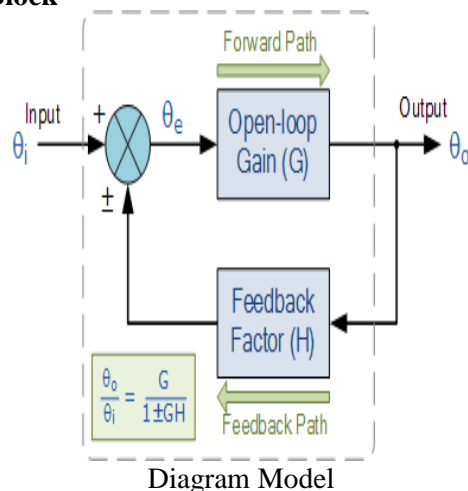 Block
Forward Path
Input
+
θi
θe
Open-loop
Gain (G)
Output
θo
±
Feedback
Factor (H)
θo/θi = G/1±GH
Feedback Path
Diagram Model